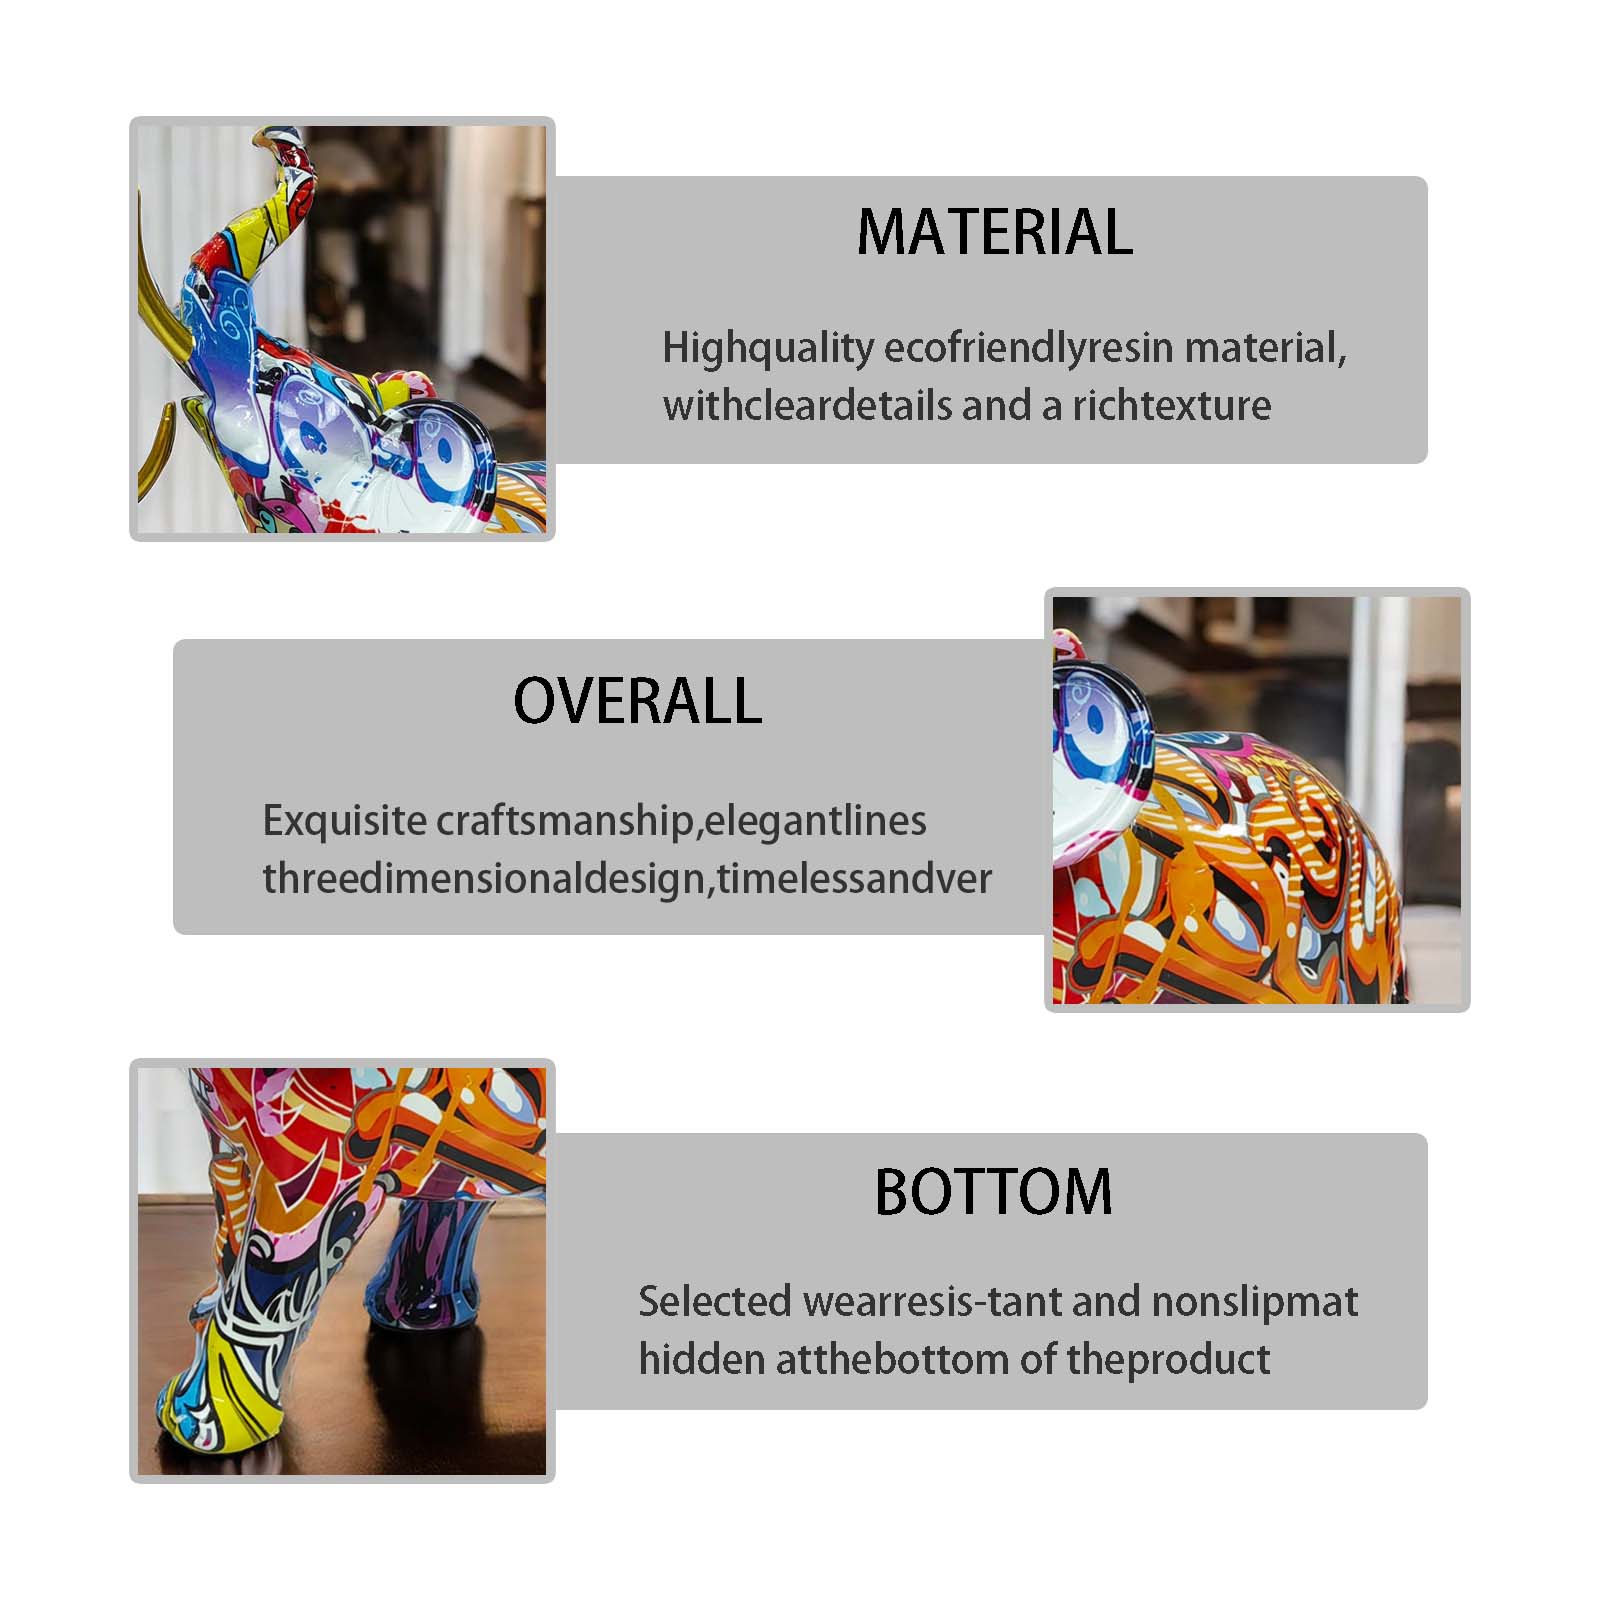 MATERIAL
Highquality ecofriendlyresin material,
withcleardetails and a richtexture
OVERALL
Exquisite craftsmanship,elegantlines
threedimensionaldesign,timelessandver
BOTTOM
Selected wearresis-tant and nonslipmat
hidden atthebottom of theproduct